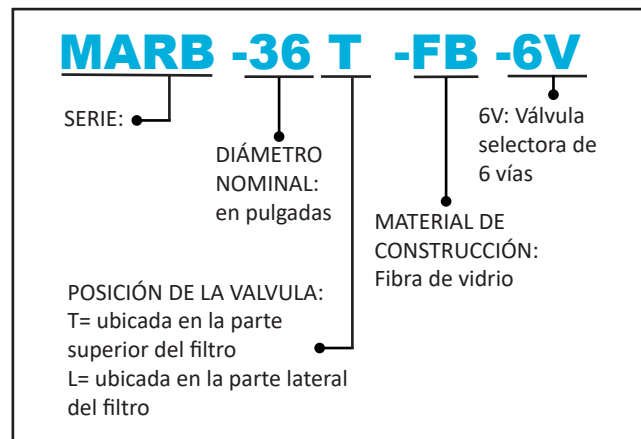 MARB -36 T -FB -6V
SERIE:
DIÁMETRO
NOMINAL:
en pulgadas
6V: Válvula
selectora de
6 vías
MATERIAL DE
CONSTRUCCIÓN:
Fibra de vidrio
POSICIÓN DE LA VALVULA:
T= ubicada en la parte
superior del filtro
L= ubicada en la parte lateral
del filtro